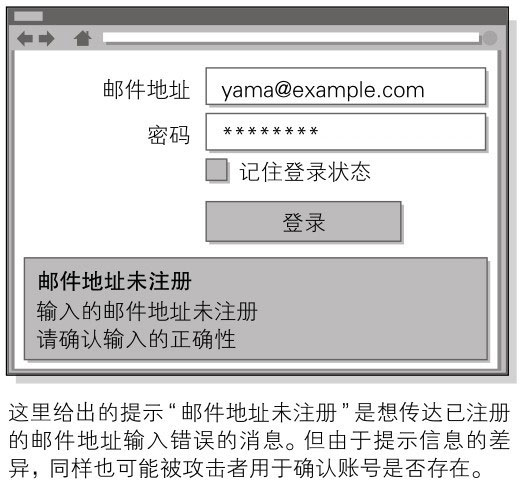 邮件地址 yama@example.com
密码 ********
记住登录状态
登录
邮件地址未注册
输入的邮件地址未注册
请确认输入的正确性
这里给出的提示“邮件地址未注册”是想传达已注册
的邮件地址输入错误的消息。但由于提示信息的差
异，同样也可能被攻击者用于确认账号是否存在。